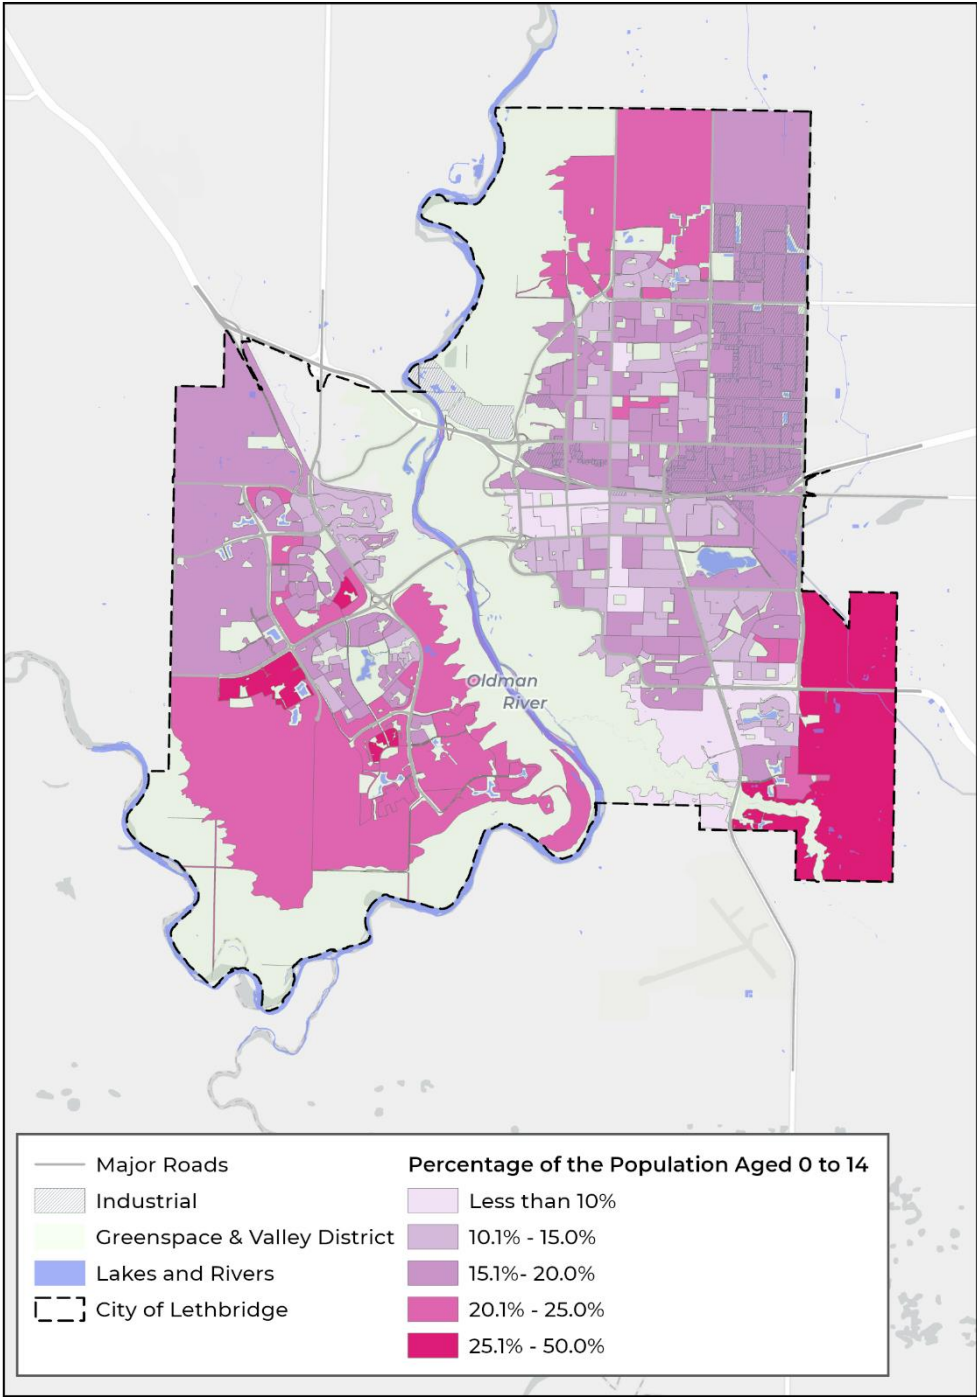 Oldman
River
Major Roads
Industrial
Greenspace & Valley District
Lakes and Rivers
City of Lethbridge
Percentage of the Population Aged 0 to 14
Less than 10%
10.1% - 15.0%
15.1%- 20.0%
20.1% - 25.0%
25.1% - 50.0%